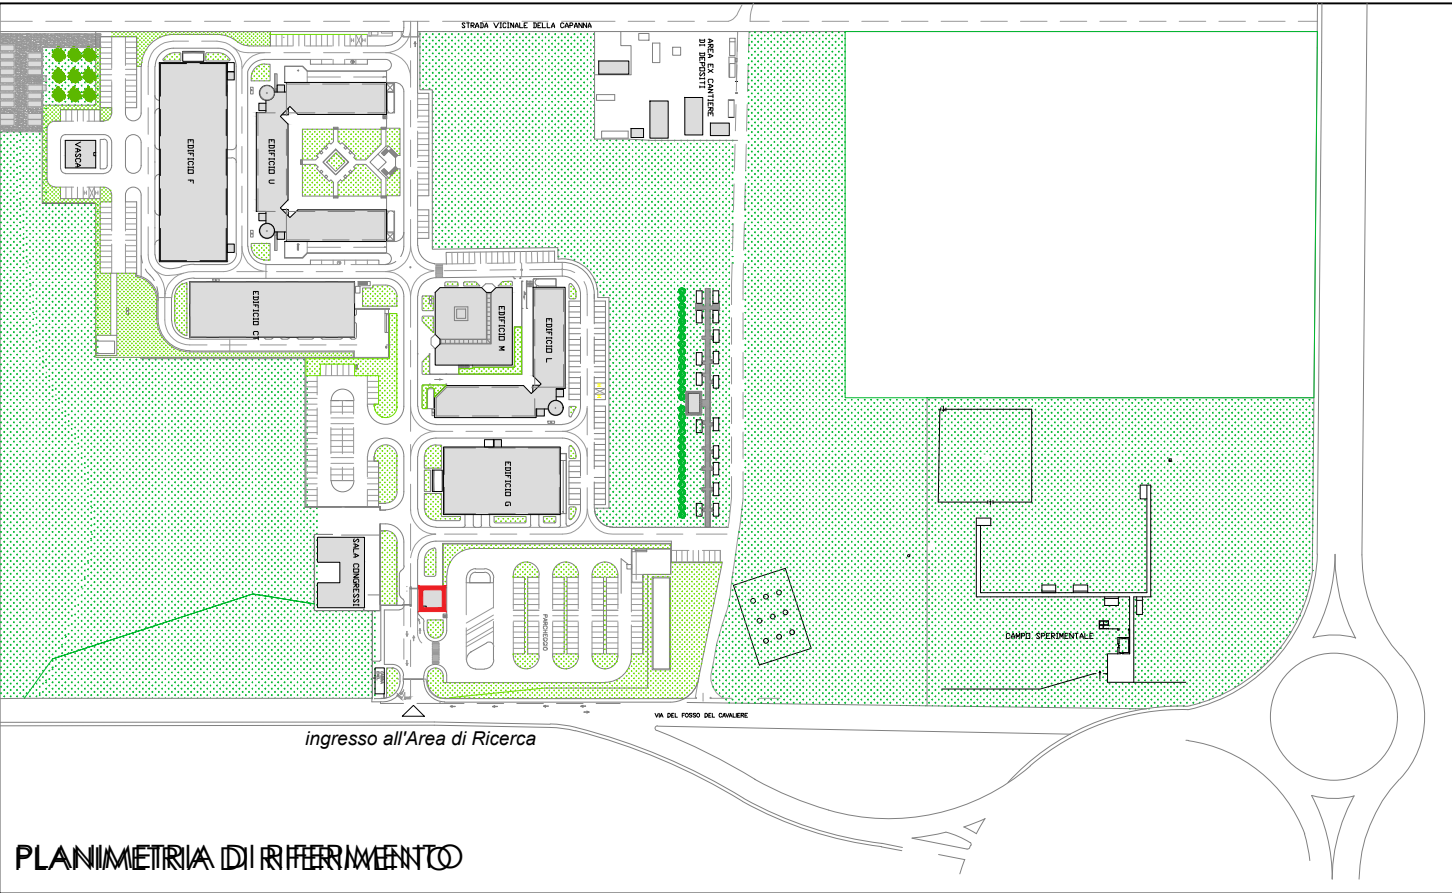 STRADA VICINALE DELLA CAPANNA
AREA EX CANTIERE
DI DEPOSITI
VASCA
EDIFICIO F
EDIFICIO U
EDIFICIO CT
EDIFICIO M
EDIFICIO L
EDIFICIO G
SALA CONGRESSI
PARCHEGGIO
CAMPO SPERIMENTALE
VIA DEL FOSSO DEL CAVALIERE
ingresso all'Area di Ricerca
PLANIMETRIA DI RIFERIMENTO